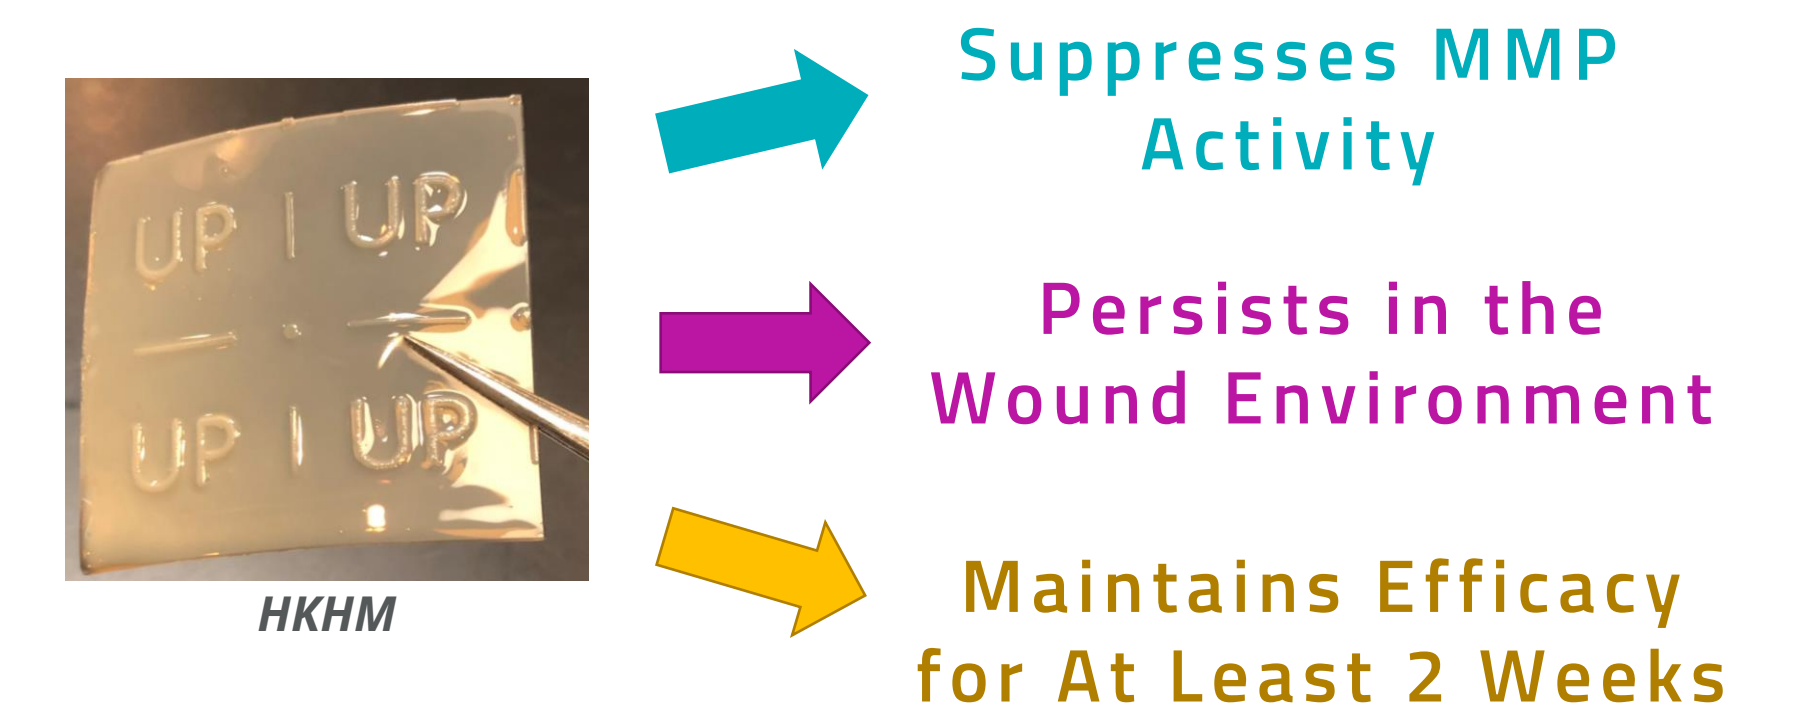 Suppresses MMP
Activity
UP | UP
Persists in the
Wound Environment
UP | UP
HKHM
Maintains Efficacy
for At Least 2 Weeks